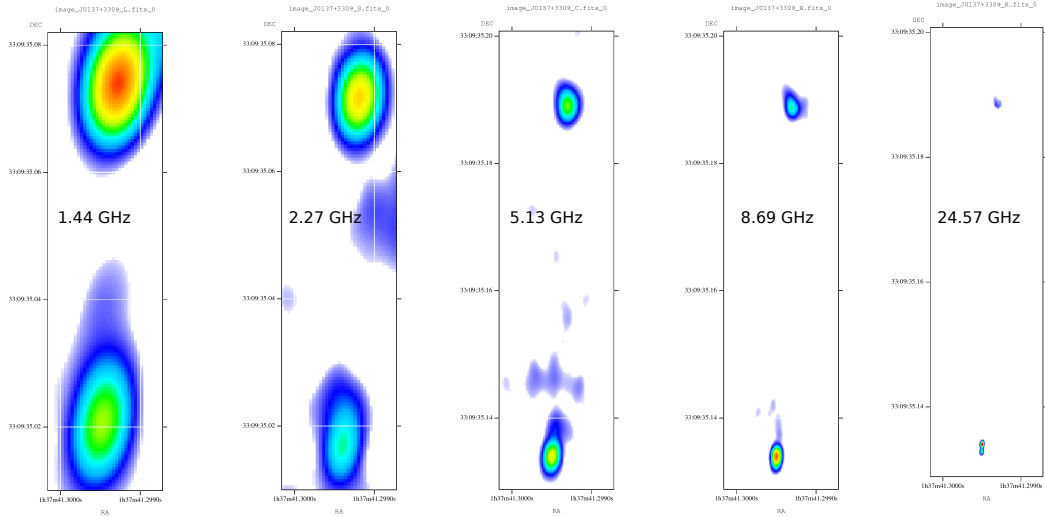 image_J0137+3309_L.fits_0
DEC
33:09:35.08
33:09:35.06
1.44 GHz
33:09:35.04
33:09:35.02
1h37m41.3000s
1h37m41.2990s
RA
image_J0137+3309_S.fits_0
DEC
33:09:35.08
33:09:35.06
2.27 GHz
33:09:35.04
33:09:35.02
1h37m41.3000s
1h37m41.2990s
RA
image_J0137+3309_C.fits_0
DEC
33:09:35.20
33:09:35.18
5.13 GHz
33:09:35.16
33:09:35.14
1h37m41.3000s
1h37m41.2990s
RA
image_J0137+3309_X.fits_0
DEC
33:09:35.20
33:09:35.18
8.69 GHz
33:09:35.16
33:09:35.14
1h37m41.3000s
1h37m41.2990s
RA
image_J0137+3309_K.fits_0
DEC
33:09:35.20
33:09:35.18
24.57 GHz
33:09:35.16
33:09:35.14
1h37m41.3000s
1h37m41.2990s
RA